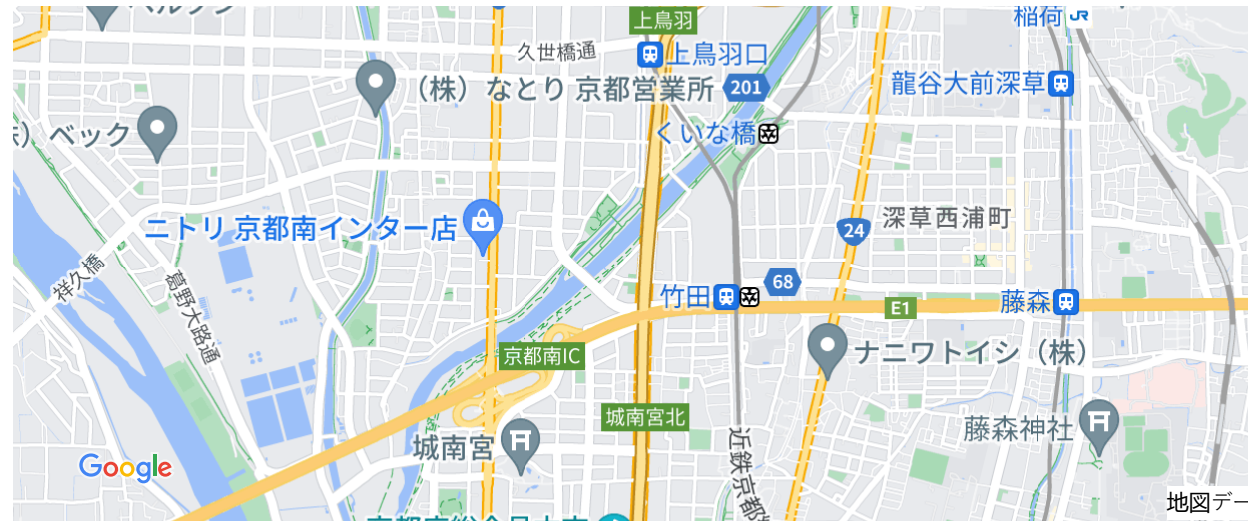 上鳥羽
稲荷
久世橋通
上鳥羽口
龍谷大前深草
(株)なとり 京都営業所
201
くいな橋
ベック
ニトリ 京都南インター店
24
深草西浦町
祥久橋
葛野大路通
68
竹田
E1
藤森
京都南IC
ナニワトイシ(株)
城南宮北
藤森神社
城南宮
近鉄京都
Google
地図デー